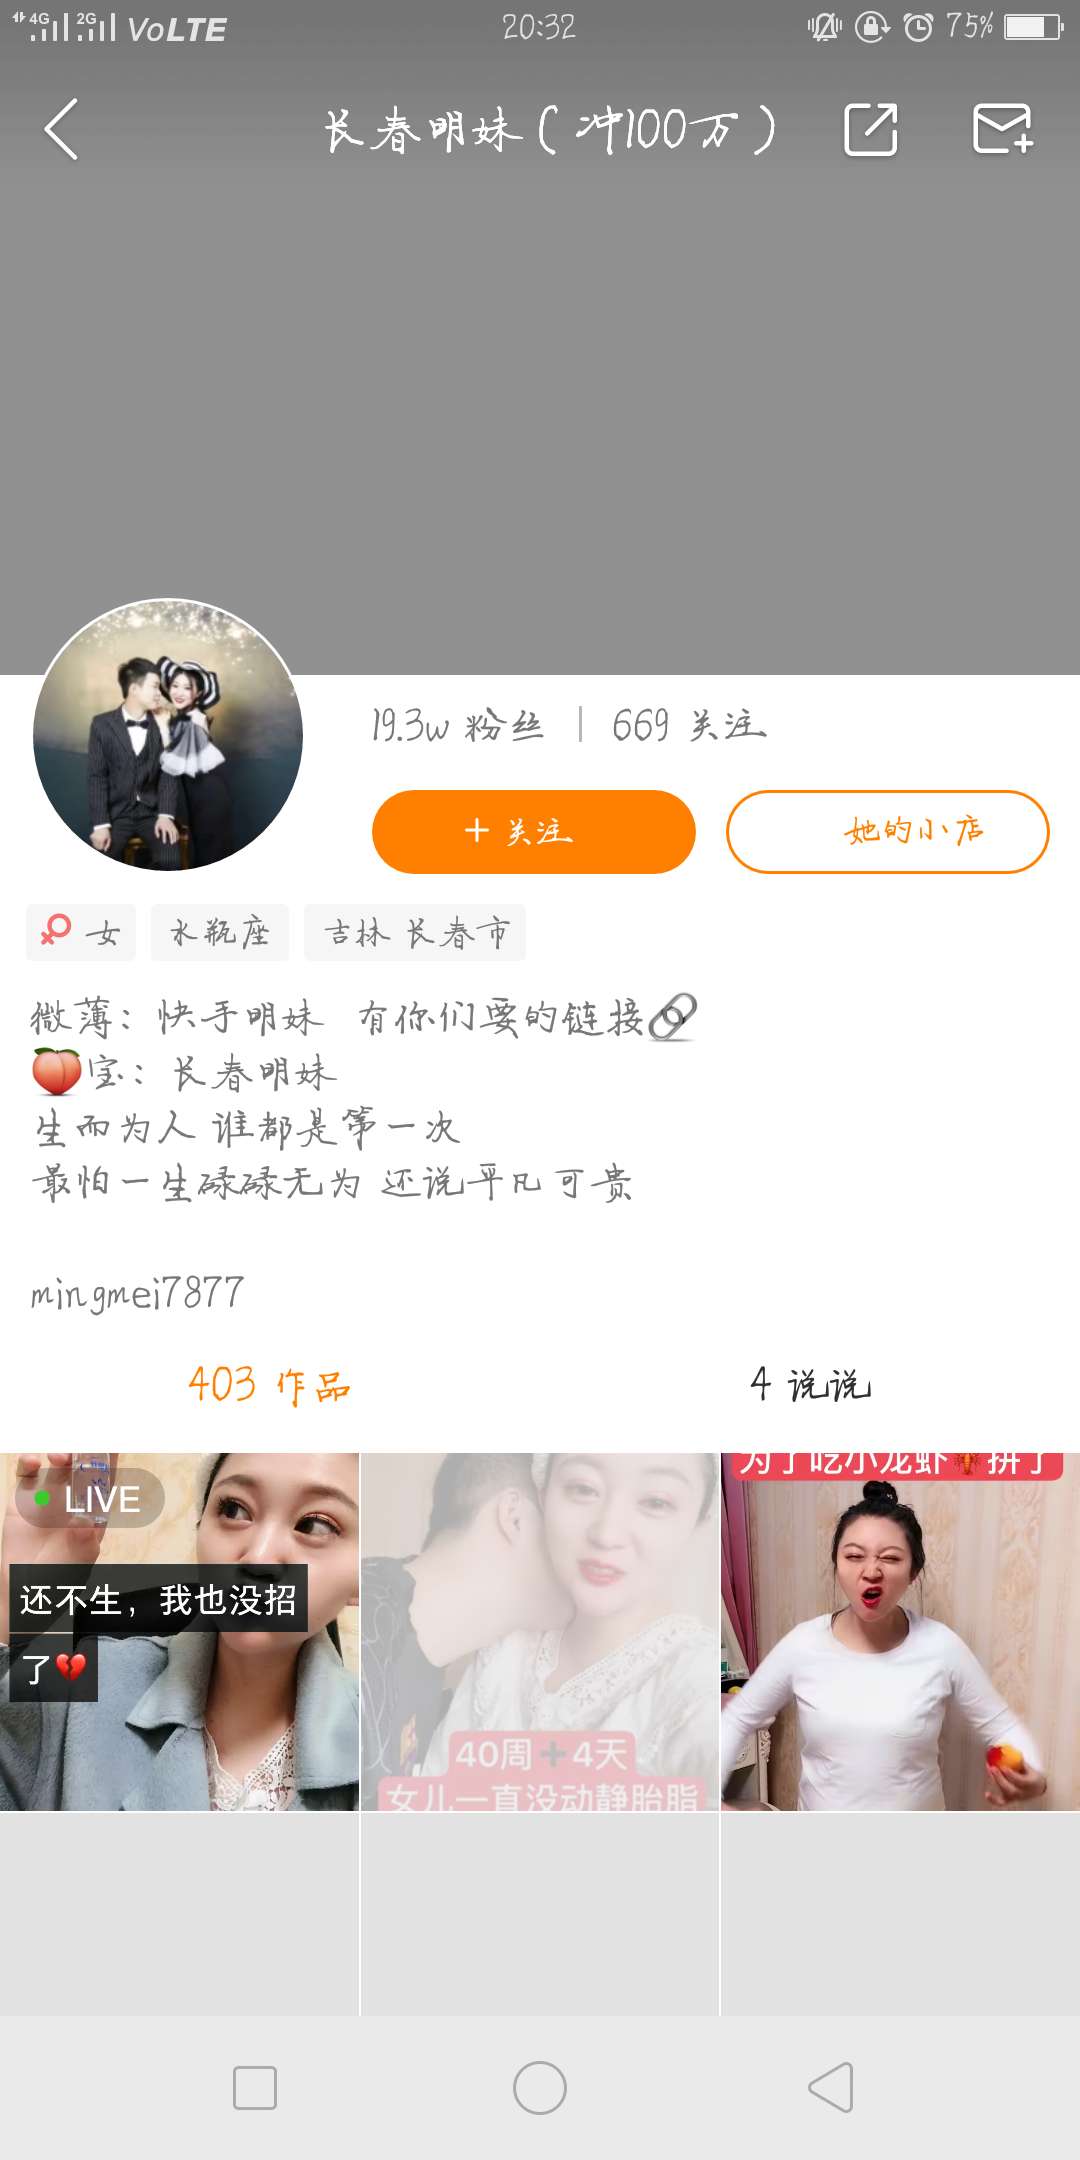 4G 2G VoLTE 20:32 75%
长春明妹（冲100万）
19.3w 粉丝 | 669 关注
+ 关注 她的小店
女 水瓶座 吉林 长春市
微薄：快手明妹 有你们要的链接🔗
🍑宝：长春明妹
生而为人 谁都是第一次
最怕一生碌碌无为 还说平凡可贵
mingmei7877
403 作品 4 说说
LIVE
还不生，我也没招
了💔
40周➕4天
女儿一直没动静胎脂
为了吃小龙虾🦞拼了